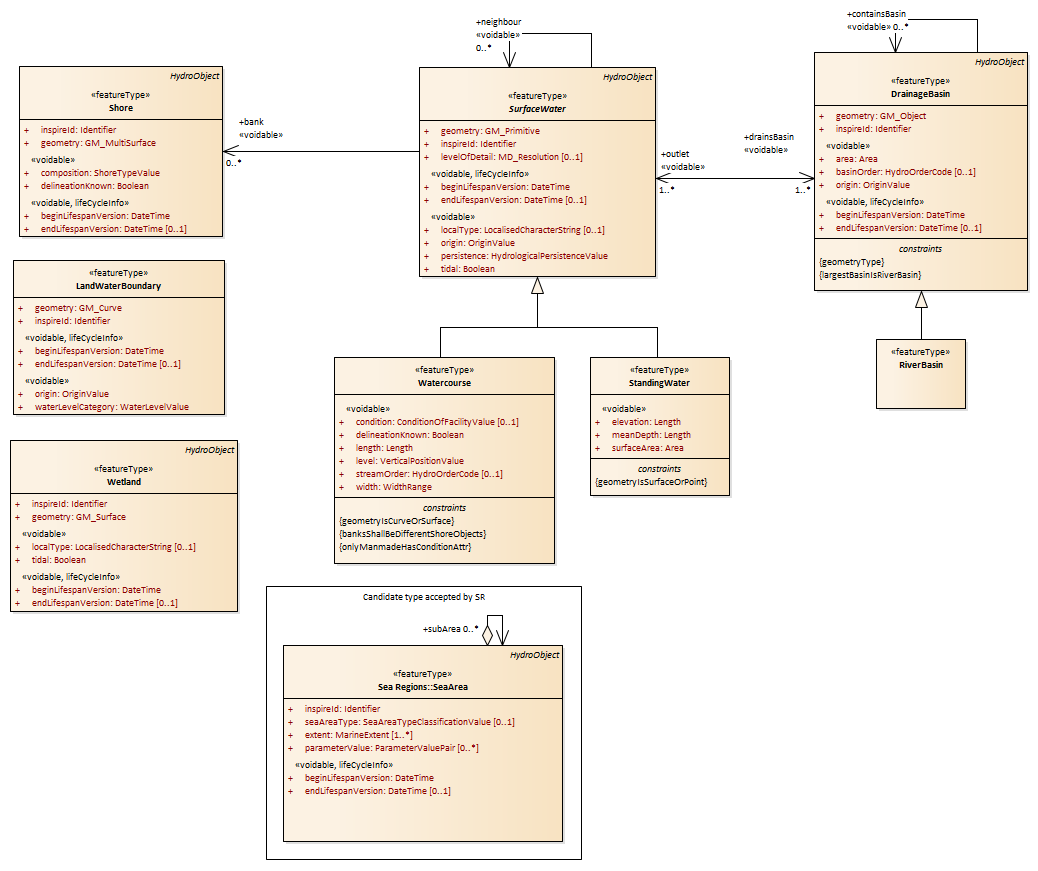 +neighbour
«voidable»
0..*
+containsBasin
«voidable» 0..*
HydroObject
«featureType»
Shore
+ inspireId: Identifier
+ geometry: GM_MultiSurface
«voidable»
+ composition: ShoreTypeValue
+ delineationKnown: Boolean
«voidable, lifeCycleInfo»
+ beginLifespanVersion: DateTime
+ endLifespanVersion: DateTime [0..1]
+bank
«voidable»
0..*
HydroObject
«featureType»
SurfaceWater
+ geometry: GM_Primitive
+ inspireId: Identifier
+ levelOfDetail: MD_Resolution [0..1]
«voidable, lifeCycleInfo»
+ beginLifespanVersion: DateTime
+ endLifespanVersion: DateTime [0..1]
«voidable»
+ localType: LocalisedCharacterString [0..1]
+ origin: OriginValue
+ persistence: HydrologicalPersistenceValue
+ tidal: Boolean
+outlet
«voidable»
1..*
+drainsBasin
«voidable»
1..*
HydroObject
«featureType»
DrainageBasin
+ geometry: GM_Object
+ inspireId: Identifier
«voidable»
+ area: Area
+ basinOrder: HydroOrderCode [0..1]
+ origin: OriginValue
«voidable, lifeCycleInfo»
+ beginLifespanVersion: DateTime
+ endLifespanVersion: DateTime [0..1]
constraints
{geometryType}
{largestBasinIsRiverBasin}
«featureType»
LandWaterBoundary
+ geometry: GM_Curve
+ inspireId: Identifier
«voidable, lifeCycleInfo»
+ beginLifespanVersion: DateTime
+ endLifespanVersion: DateTime [0..1]
«voidable»
+ origin: OriginValue
+ waterLevelCategory: WaterLevelValue
«featureType»
Watercourse
«voidable»
+ condition: ConditionOfFacilityValue [0..1]
+ delineationKnown: Boolean
+ length: Length
+ level: VerticalPositionValue
+ streamOrder: HydroOrderCode [0..1]
+ width: WidthRange
constraints
{geometryIsCurveOrSurface}
{banksShallBeDifferentShoreObjects}
{onlyManmadeHasConditionAttr}
«featureType»
StandingWater
«voidable»
+ elevation: Length
+ meanDepth: Length
+ surfaceArea: Area
constraints
{geometryIsSurfaceOrPoint}
«featureType»
RiverBasin
HydroObject
«featureType»
Wetland
+ inspireId: Identifier
+ geometry: GM_Surface
«voidable»
+ localType: LocalisedCharacterString [0..1]
+ tidal: Boolean
«voidable, lifeCycleInfo»
+ beginLifespanVersion: DateTime
+ endLifespanVersion: DateTime [0..1]
Candidate type accepted by SR
+subArea 0..*
HydroObject
«featureType»
Sea Regions::SeaArea
+ inspireId: Identifier
+ seaAreaType: SeaAreaTypeClassificationValue [0..1]
+ extent: MarineExtent [1..*]
+ parameterValue: ParameterValuePair [0..*]
«voidable, lifeCycleInfo»
+ beginLifespanVersion: DateTime
+ endLifespanVersion: DateTime [0..1]